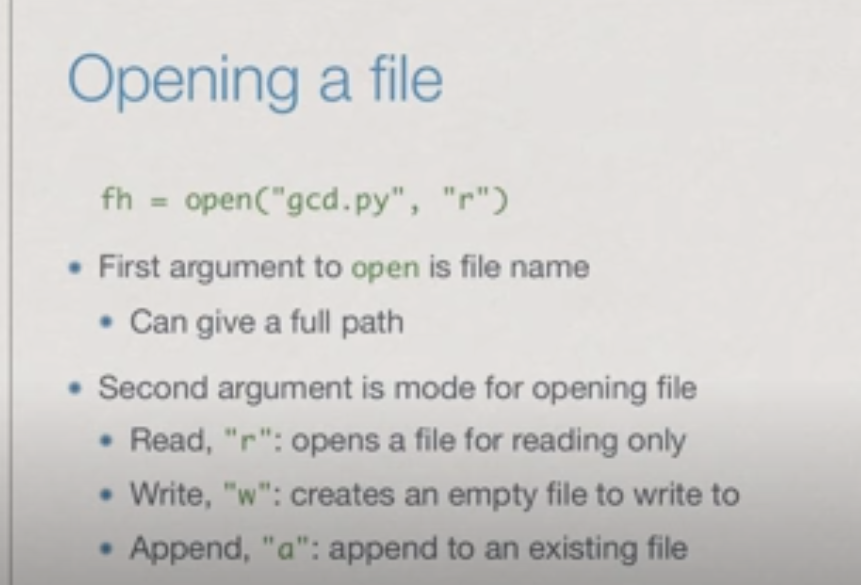 Opening a file
fh = open("gcd.py", "r")
• First argument to open is file name
• Can give a full path
• Second argument is mode for opening file
• Read, "r": opens a file for reading only
• Write, "w": creates an empty file to write to
• Append, "a": append to an existing file